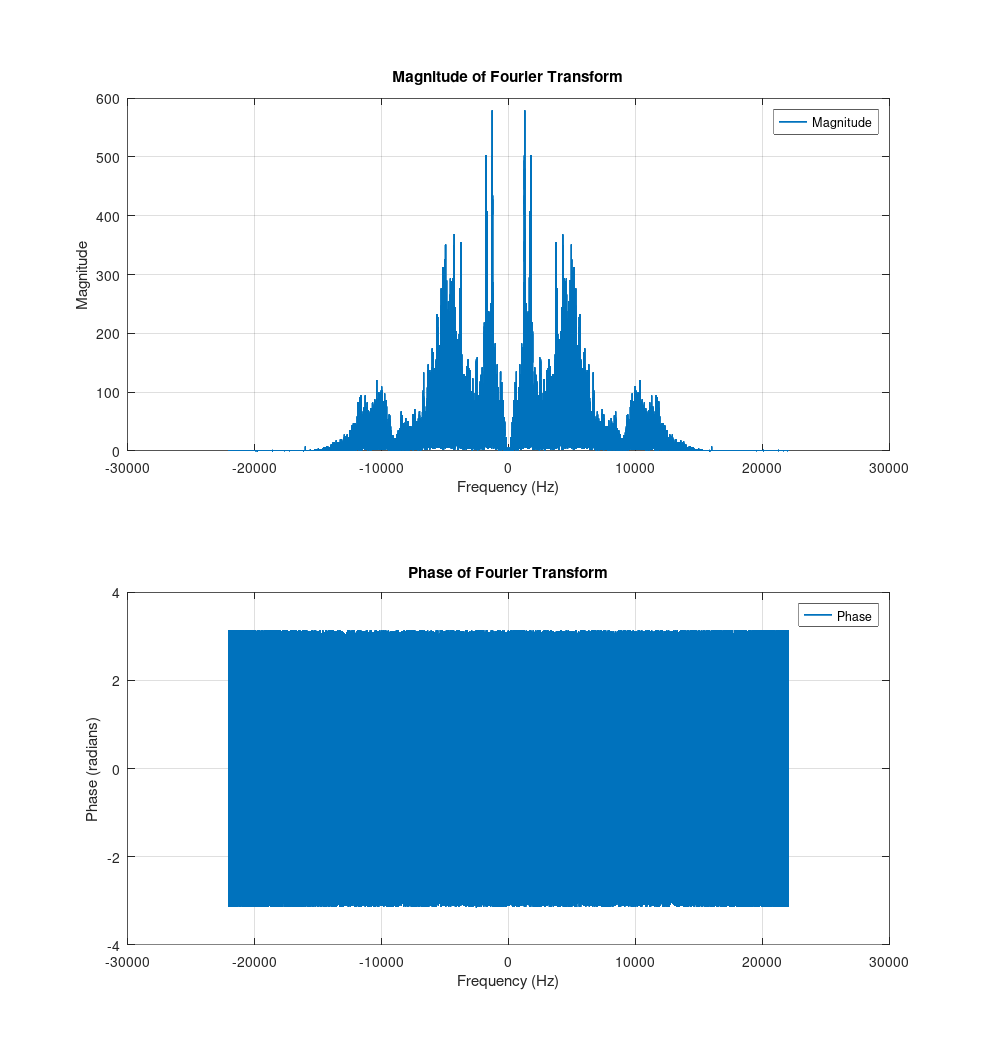 Magnitude of Fourier Transform
600
500
400
300
200
100
0
Magnitude
Magnitude
-30000 -20000 -10000 0 10000 20000 30000
Frequency (Hz)
Phase of Fourier Transform
4
2
0
-2
-4
Phase (radians)
Phase
-30000 -20000 -10000 0 10000 20000 30000
Frequency (Hz)